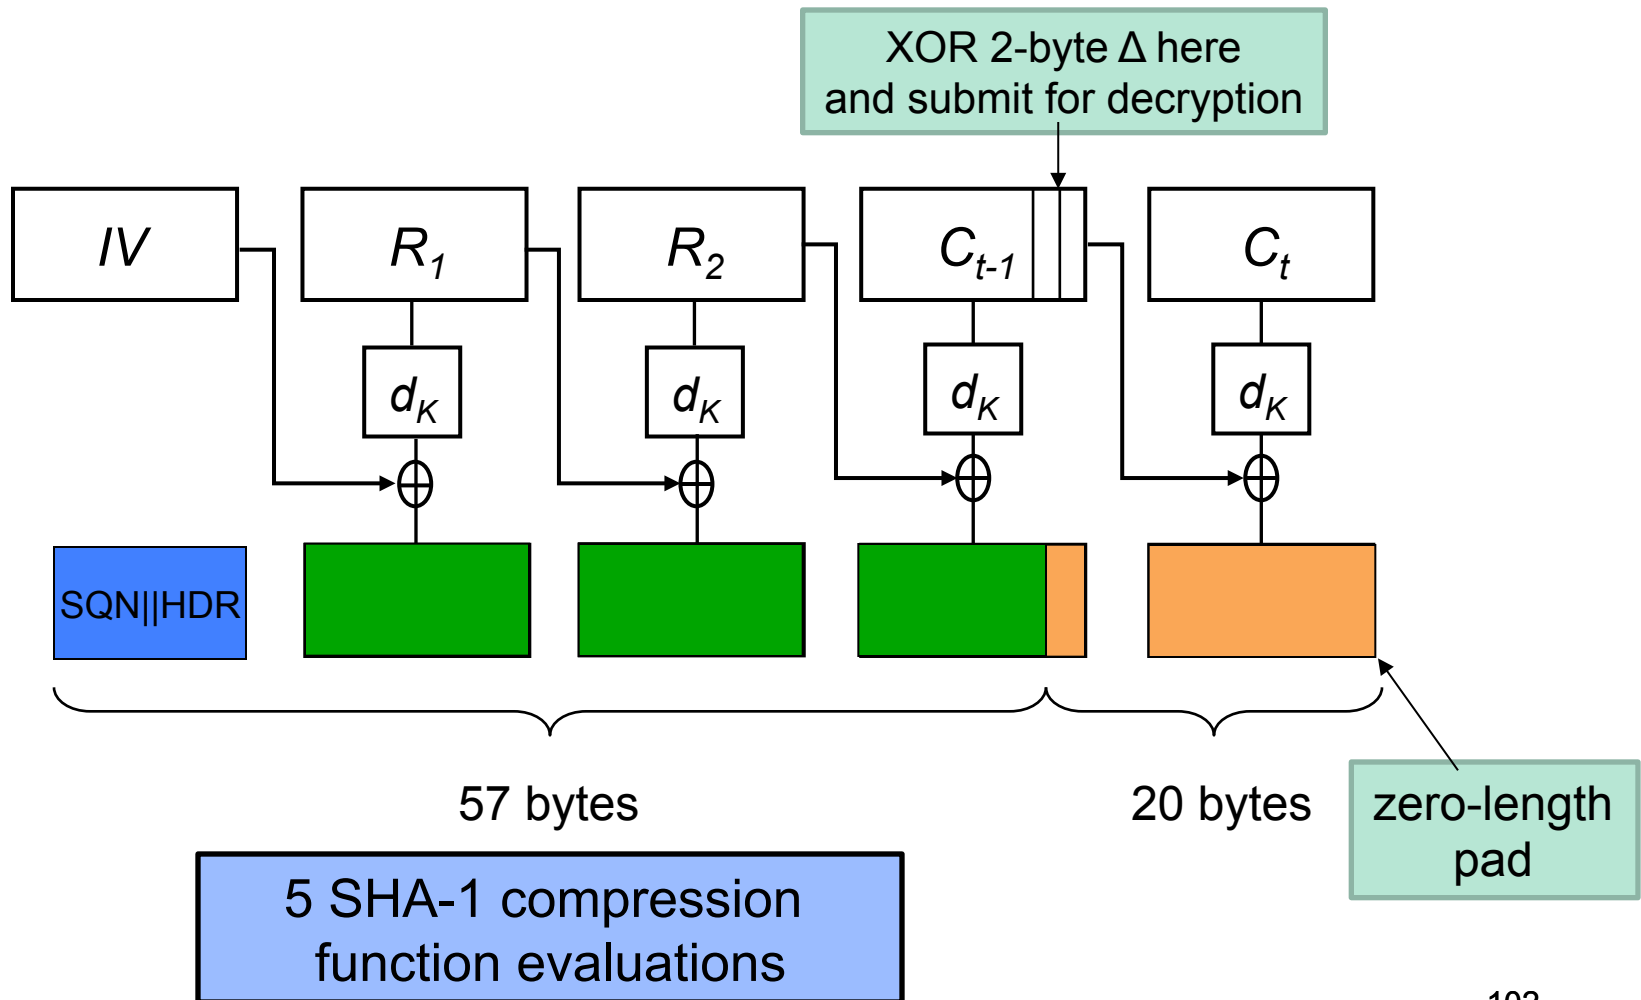 XOR 2-byte Δ here
and submit for decryption
IV
R1
R2
Ct-1
Ct
dK
dK
dK
dK
SQN||HDR
57 bytes
20 bytes
zero-length
pad
5 SHA-1 compression
function evaluations